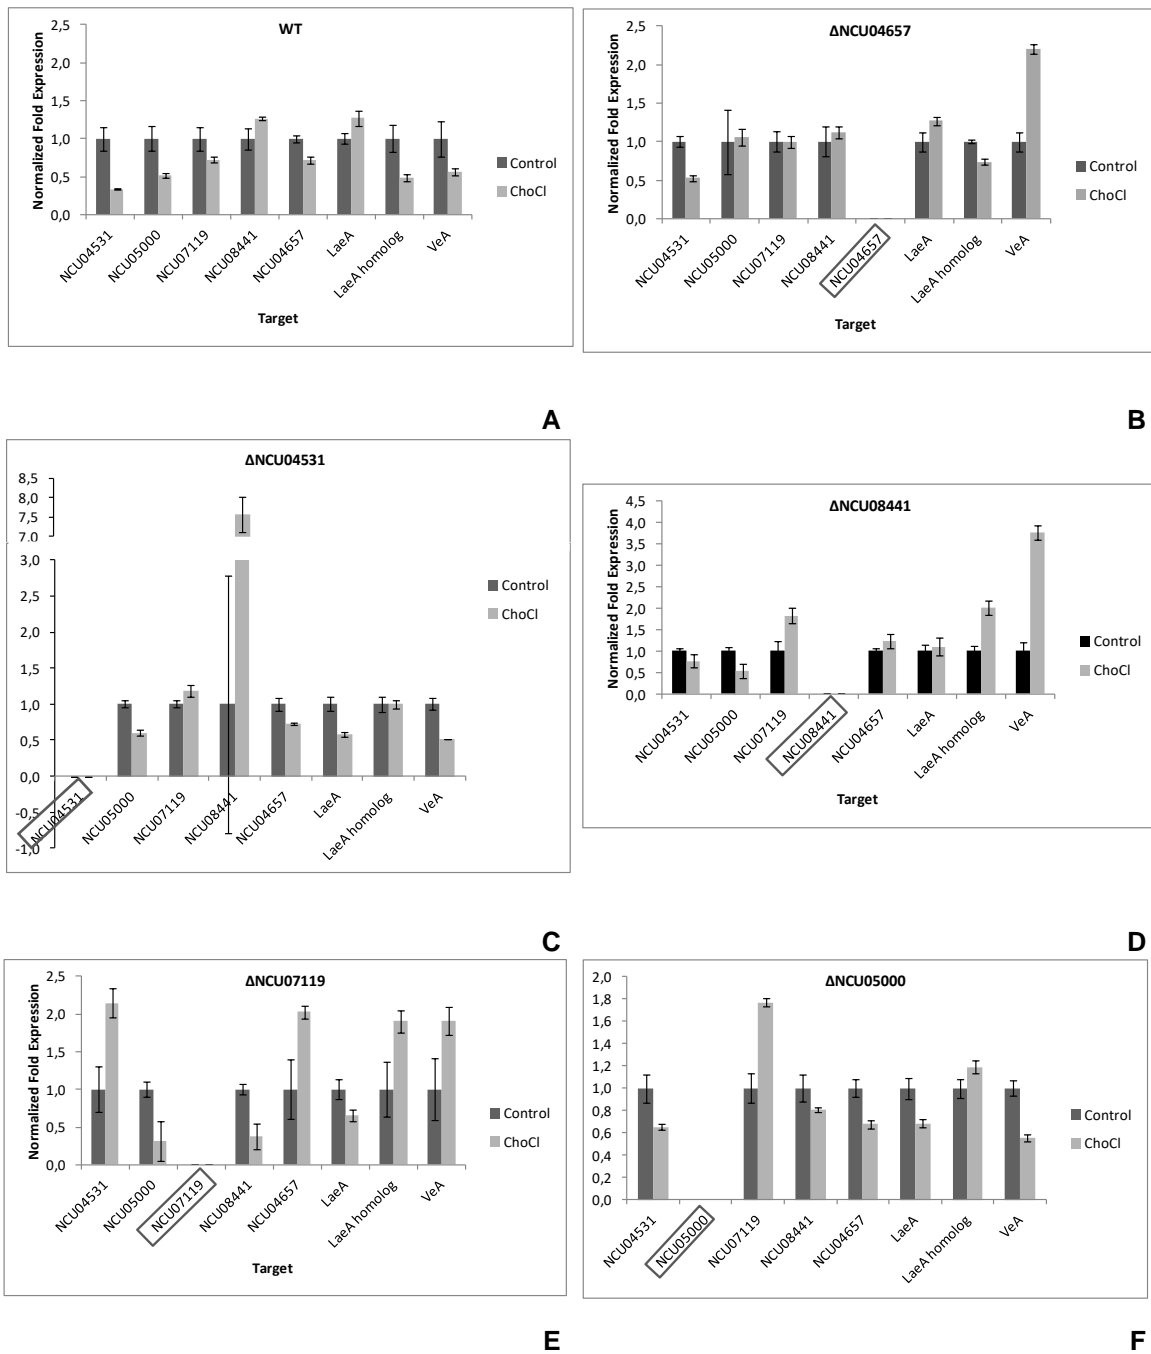 WT
Normalized Fold Expression
2,5
2,0
1,5
1,0
0,5
0,0
NCU04531
NCU05000
NCU07119
NCU08441
NCU04657
LaeA
LaeA homolog
VeA
Target
Control
ChoCl
A
ΔNCU04657
Normalized Fold Expression
2,5
2,0
1,5
1,0
0,5
0,0
NCU04531
NCU05000
NCU07119
NCU08441
NCU04657
LaeA
LaeA homolog
VeA
Target
Control
ChoCl
B
ΔNCU04531
8,5
8,0
7,5
7,0
3,0
2,5
2,0
1,5
1,0
0,5
0,0
-0,5
-1,0
NCU04531
NCU05000
NCU07119
NCU08441
NCU04657
LaeA
LaeA homolog
VeA
Control
ChoCl
C
ΔNCU08441
Normalized Fold Expression
4,5
4,0
3,5
3,0
2,5
2,0
1,5
1,0
0,5
0,0
NCU04531
NCU05000
NCU07119
NCU08441
NCU04657
LaeA
LaeA homolog
VeA
Target
Control
ChoCl
D
ΔNCU07119
Normalized Fold Expression
2,5
2,0
1,5
1,0
0,5
0,0
NCU04531
NCU05000
NCU07119
NCU08441
NCU04657
LaeA
LaeA homolog
VeA
Target
Control
ChoCl
E
ΔNCU05000
2,0
1,8
1,6
1,4
1,2
1,0
0,8
0,6
0,4
0,2
0,0
NCU04531
NCU05000
NCU07119
NCU08441
NCU04657
LaeA
LaeA homolog
VeA
Control
ChoCl
F